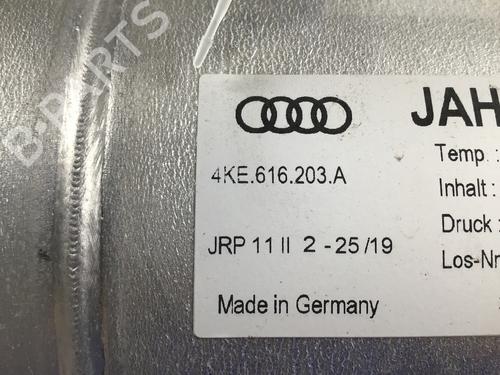 B-PARTS
JAH
4KE.616.203.A
Temp. :
Inhalt :
Druck :
JRP 11 II 2 - 25/19
Los-Nr
Made in Germany